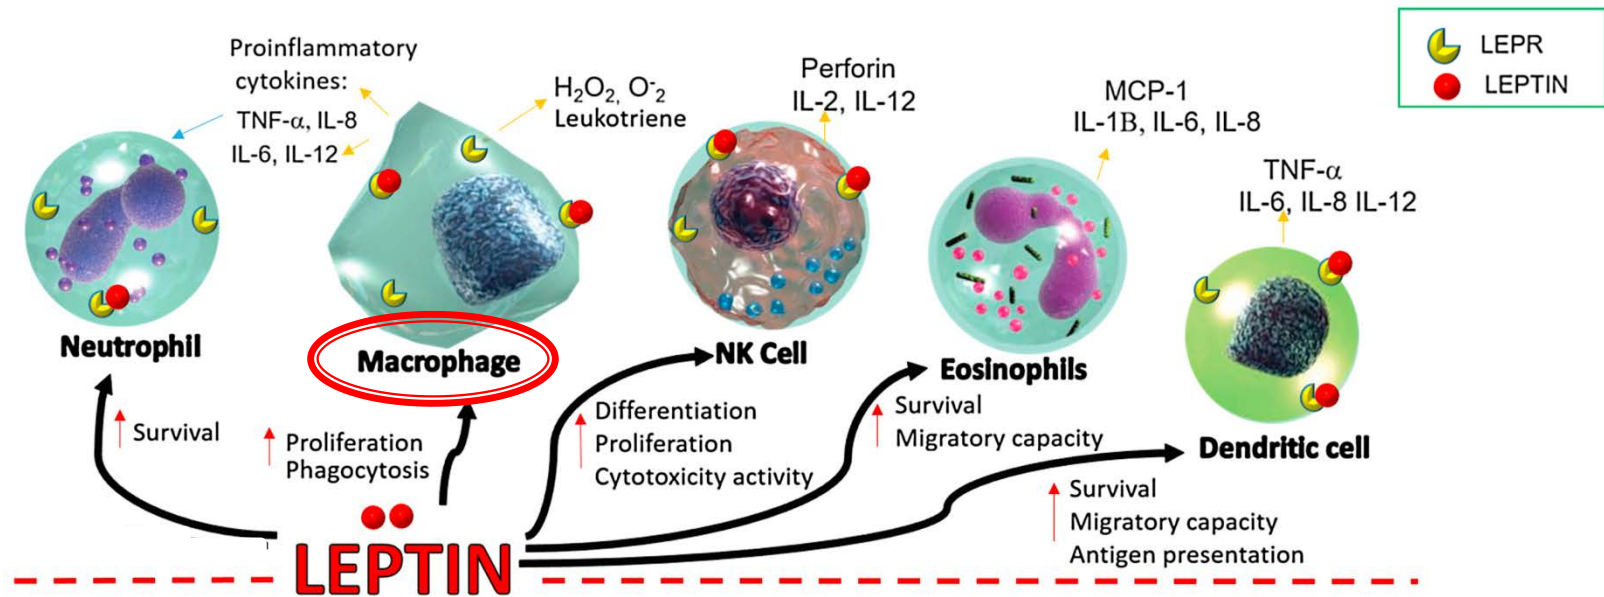 Proinflammatory
cytokines:
TNF-α, IL-8
IL-6, IL-12
H₂O₂, O⁻₂
Leukotriene
Perforin
IL-2, IL-12
MCP-1
IL-1B, IL-6, IL-8
TNF-α
IL-6, IL-8 IL-12
LEPR
LEPTIN
Neutrophil
Macrophage
NK Cell
Eosinophils
Dendritic cell
Survival
Proliferation
Phagocytosis
Differentiation
Proliferation
Cytotoxicity activity
Survival
Migratory capacity
Survival
Migratory capacity
Antigen presentation
LEPTIN